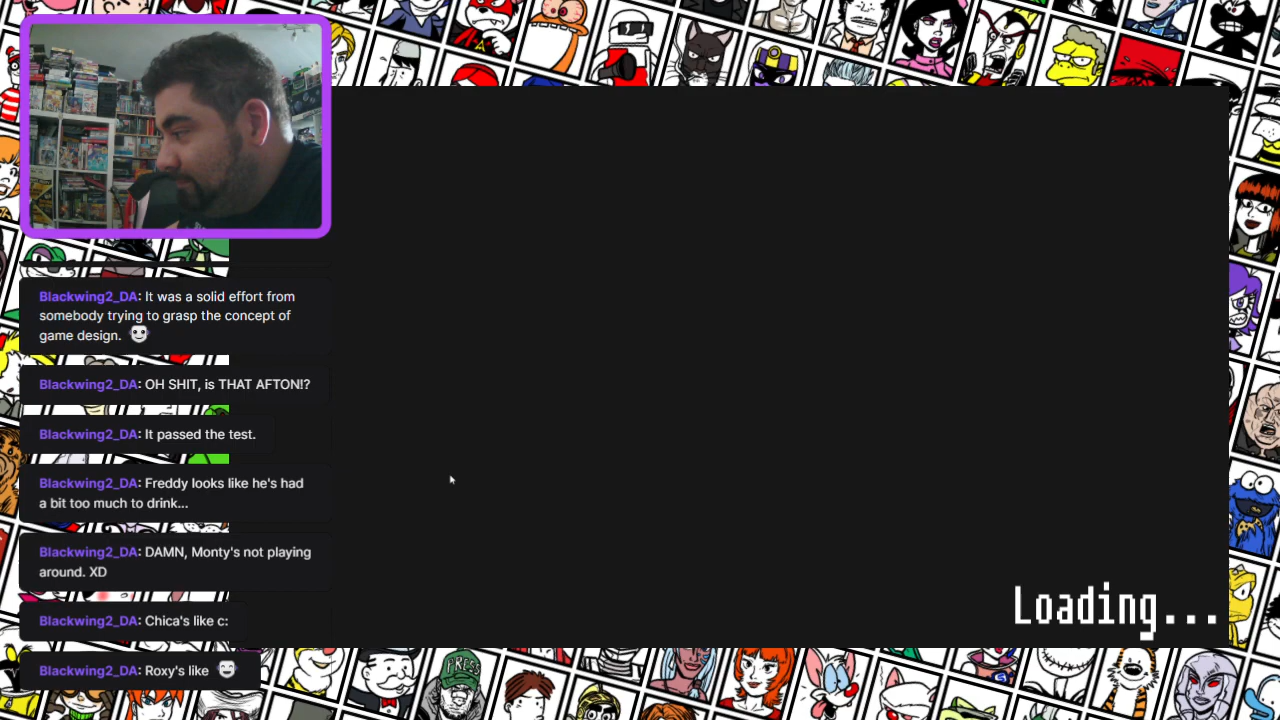 Blackwing2_DA: It was a solid effort from
somebody trying to grasp the concept of
game design.
Blackwing2_DA: OH SHIT, is THAT AFTON!?
Blackwing2_DA: It passed the test.
Blackwing2_DA: Freddy looks like he's had
a bit too much to drink...
Blackwing2_DA: DAMN, Monty's not playing
around. XD
Blackwing2_DA: Chica's like c:
Blackwing2_DA: Roxy's like
Loading...
PRESS